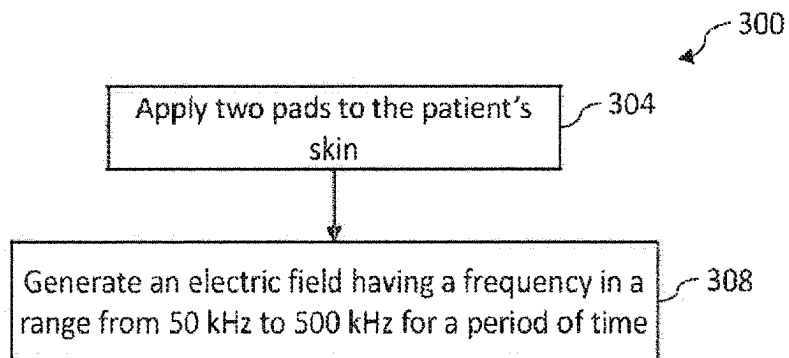 300
Apply two pads to the patient's
skin
304
Generate an electric field having a frequency in a
range from 50 kHz to 500 kHz for a period of time
308